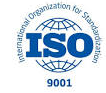 International Organization for Standardization
ISO
9001